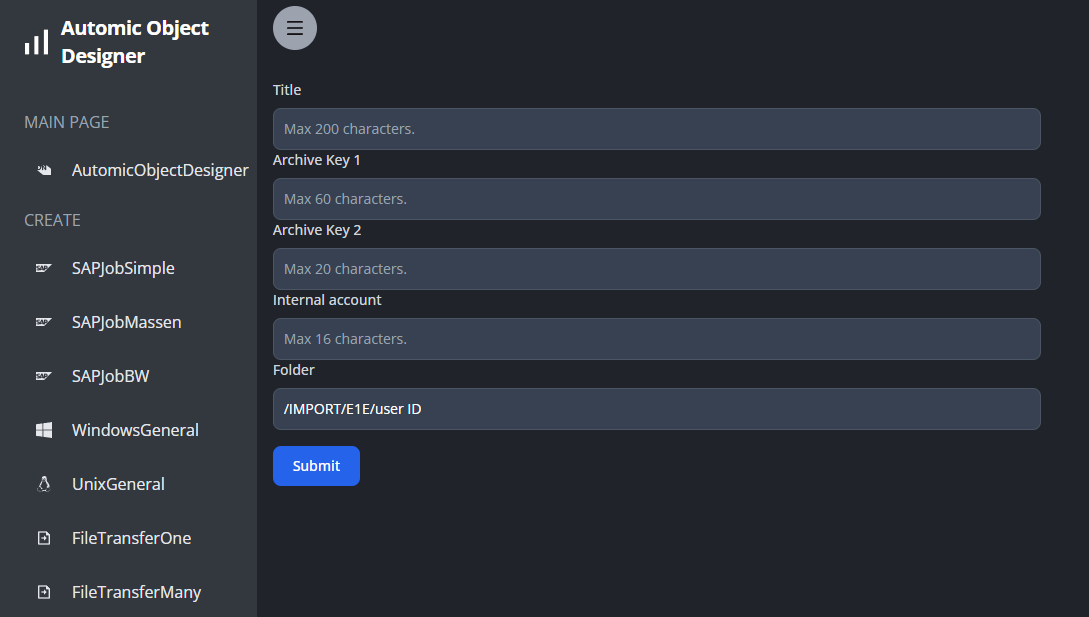 Automic Object
Designer
MAIN PAGE
AutomicObjectDesigner
CREATE
SAPJobSimple
SAPJobMassen
SAPJobBW
WindowsGeneral
UnixGeneral
FileTransferOne
FileTransferMany
Title
Max 200 characters.
Archive Key 1
Max 60 characters.
Archive Key 2
Max 20 characters.
Internal account
Max 16 characters.
Folder
/IMPORT/E1E/user ID
Submit